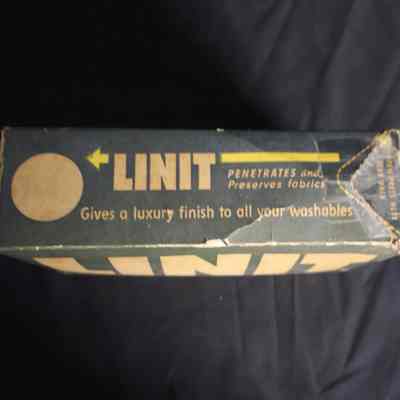 LINIT
PENETRATES and
Preserves fabrics
Gives a luxury finish to all your washables
LINIT